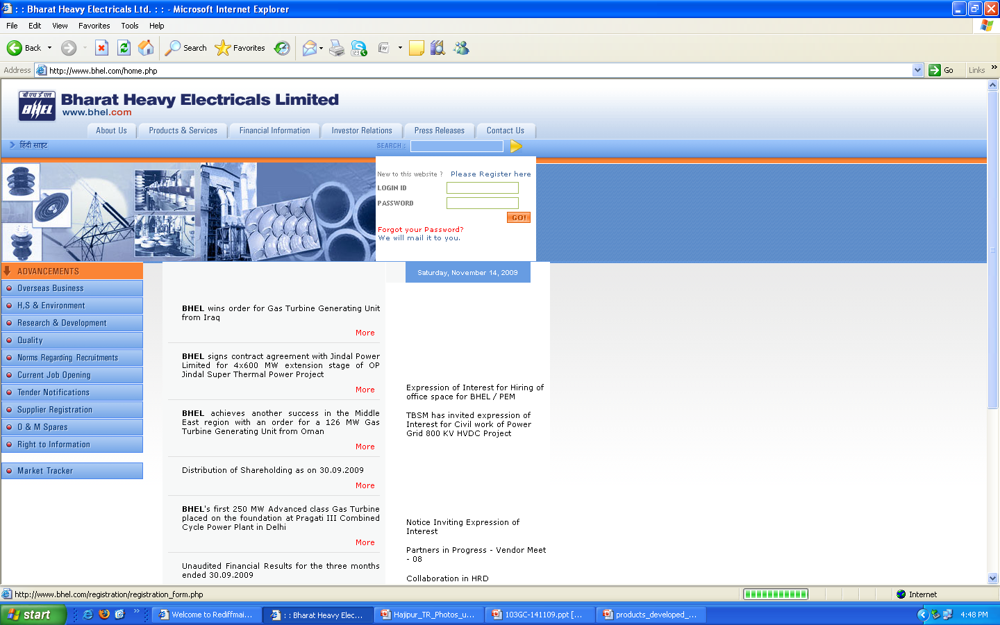 : : Bharat Heavy Electricals Ltd. : : - Microsoft Internet Explorer
File Edit View Favorites Tools Help
Back Search Favorites
Address http://www.bhel.com/home.php Go Links
बी एच ई एल
BHEL
Bharat Heavy Electricals Limited
www.bhel.com
About Us Products & Services Financial Information Investor Relations Press Releases Contact Us
हिंदी साइट SEARCH :
New to this website ? Please Register here
LOGIN ID
PASSWORD
GO!
Forgot your Password?
We will mail it to you.
ADVANCEMENTS
Overseas Business
H,S & Environment
Research & Development
Quality
Norms Regarding Recruitments
Current Job Opening
Tender Notifications
Supplier Registration
O & M Spares
Right to Information
Market Tracker
BHEL wins order for Gas Turbine Generating Unit
from Iraq
More
BHEL signs contract agreement with Jindal Power
Limited for 4x600 MW extension stage of OP
Jindal Super Thermal Power Project
More
BHEL achieves another success in the Middle
East region with an order for a 126 MW Gas
Turbine Generating Unit from Oman
More
Distribution of Shareholding as on 30.09.2009
More
BHEL's first 250 MW Advanced class Gas Turbine
placed on the foundation at Pragati III Combined
Cycle Power Plant in Delhi
More
Unaudited Financial Results for the three months
ended 30.09.2009
Saturday, November 14, 2009
Expression of Interest for Hiring of
office space for BHEL / PEM
TBSM has invited expression of
Interest for Civil work of Power
Grid 800 KV HVDC Project
Notice Inviting Expression of
Interest
Partners in Progress - Vendor Meet
- 08
Collaboration in HRD
http://www.bhel.com/registration/registration_form.php Internet
start Welcome to Rediffmai... : : Bharat Heavy Elec... Hajipur_TR_Photos_u... 103GC-141109.ppt [... products_developed_... 4:48 PM